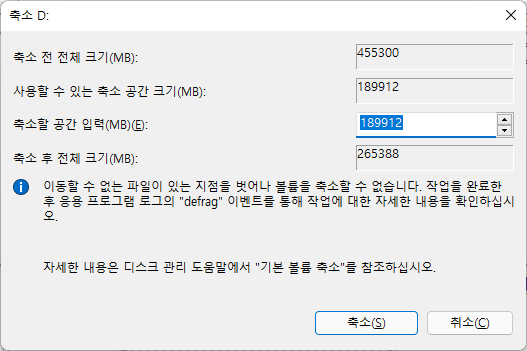 축소 D:
축소 전 전체 크기(MB): 455300
사용할 수 있는 축소 공간 크기(MB): 189912
축소할 공간 입력(MB)(E): 189912
축소 후 전체 크기(MB): 265388
이동할 수 없는 파일이 있는 지점을 벗어나 볼륨을 축소할 수 없습니다. 작업을 완료한
후 응용 프로그램 로그의 "defrag" 이벤트를 통해 작업에 대한 자세한 내용을 확인하십시
오.
자세한 내용은 디스크 관리 도움말에서 "기본 볼륨 축소"를 참조하십시오.
축소(S) 취소(C)